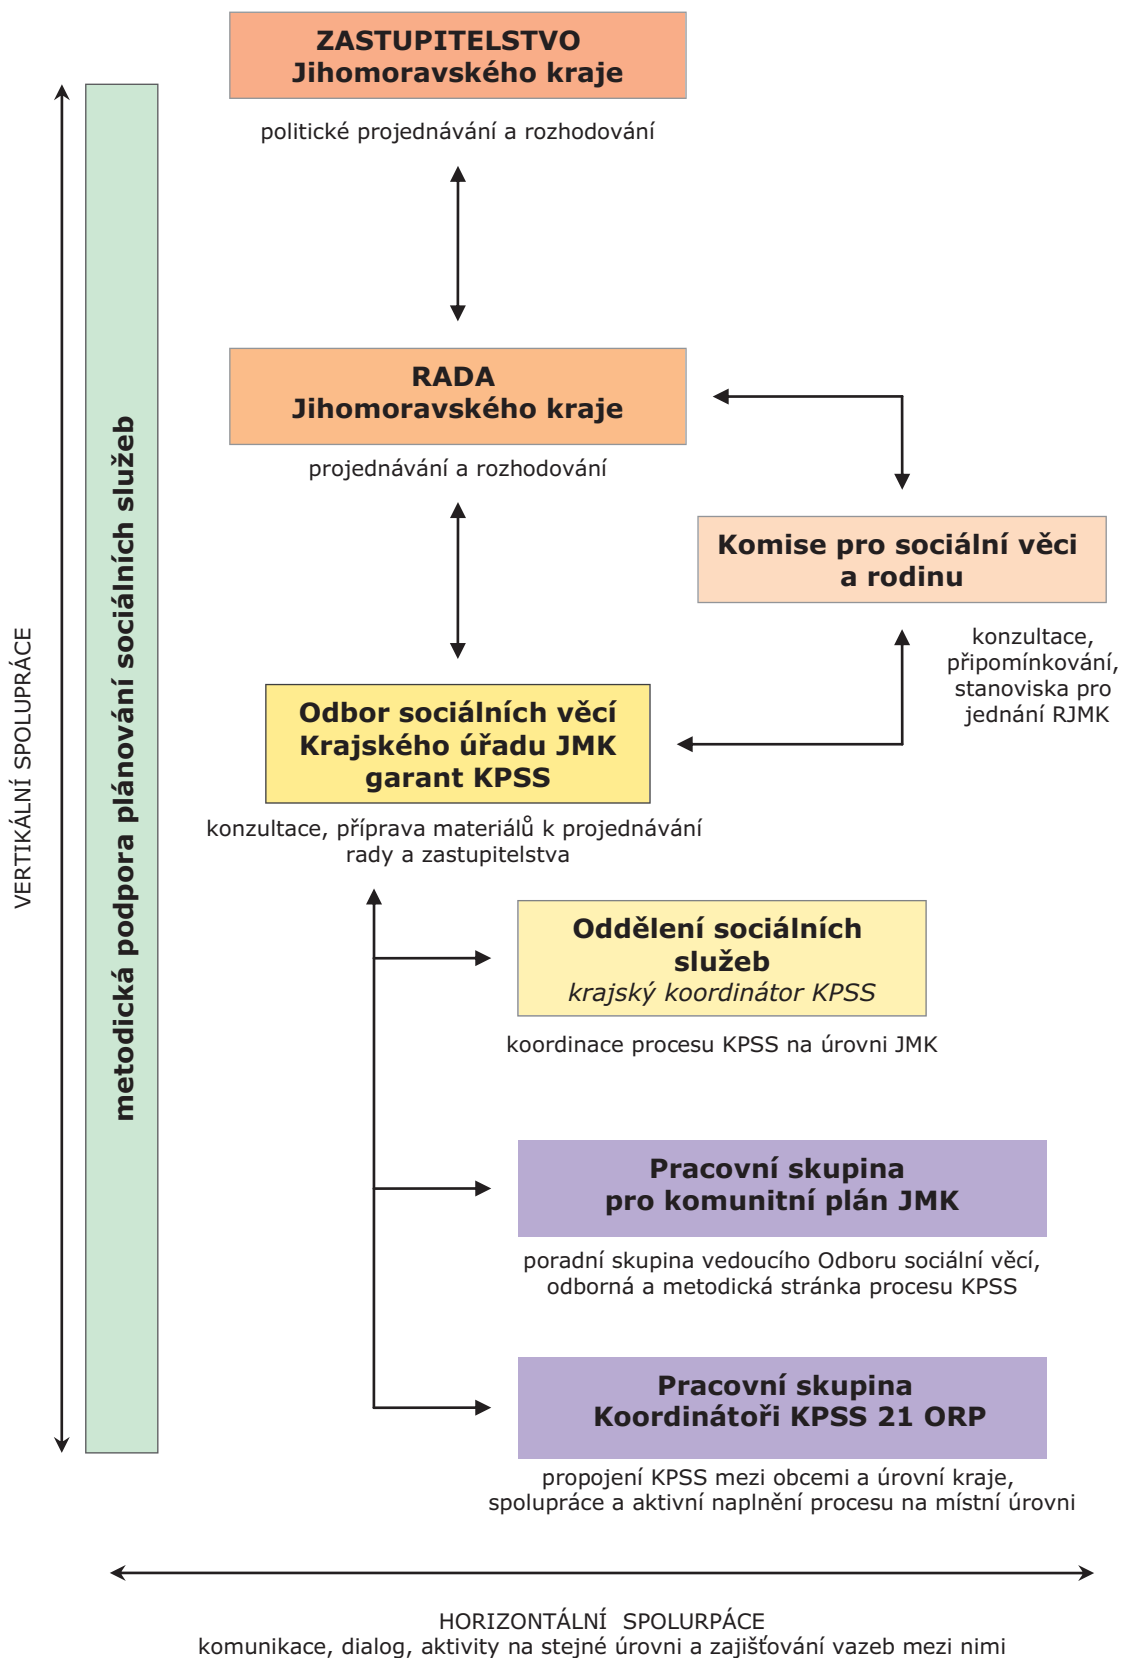 ZASTUPITELSTVO
Jihomoravského kraje
politické projednávání a rozhodování
RADA
Jihomoravského kraje
projednávání a rozhodování
Komise pro sociální věci
a rodinu
konzultace,
připomínkování,
stanoviska pro
jednání RJMK
Odbor sociálních věcí
Krajského úřadu JMK
garant KPSS
konzultace, příprava materiálů k projednávání
rady a zastupitelstva
Oddělení sociálních
služeb
krajský koordinátor KPSS
koordinace procesu KPSS na úrovni JMK
Pracovní skupina
pro komunitní plán JMK
poradní skupina vedoucího Odboru sociální věcí,
odborná a metodická stránka procesu KPSS
Pracovní skupina
Koordinátoři KPSS 21 ORP
propojení KPSS mezi obcemi a úrovní kraje,
spolupráce a aktivní naplnění procesu na místní úrovni
VERTIKÁLNÍ SPOLUPRÁCE
metodická podpora plánování sociálních služeb
HORIZONTÁLNÍ SPOLURPÁCE
komunikace, dialog, aktivity na stejné úrovni a zajišťování vazeb mezi nimi